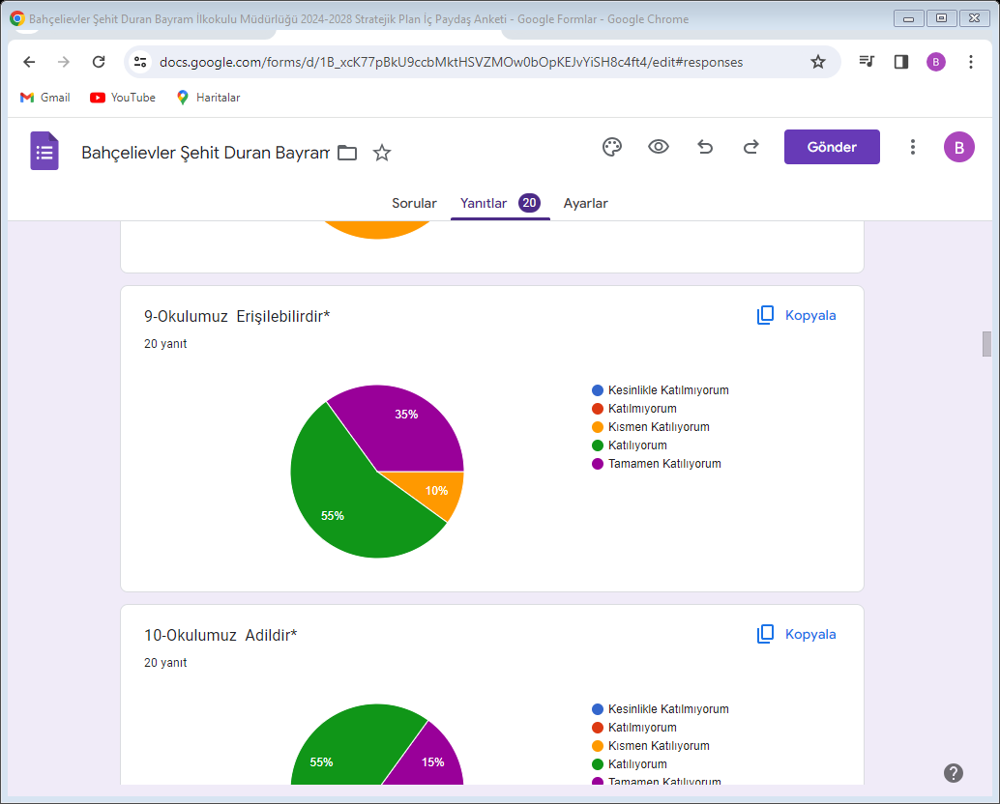 Bahçelievler Şehit Duran Bayram İlkokulu Müdürlüğü 2024-2028 Stratejik Plan İç Paydaş Anketi - Google Formlar - Google Chrome
docs.google.com/forms/d/1B_xcK77pBkU9ccbMktHSVZMOw0bOpKEJvYiSH8c4ft4/edit#responses
B
Gmail YouTube Haritalar
Bahçelievler Şehit Duran Bayram
Gönder
B
Sorular Yanıtlar 20 Ayarlar
9-Okulumuz Erişilebilirdir*
Kopyala
20 yanıt
35%
10%
55%
Kesinlikle Katılmıyorum
Katılmıyorum
Kısmen Katılıyorum
Katılıyorum
Tamamen Katılıyorum
10-Okulumuz Adildir*
Kopyala
20 yanıt
55%
15%
Kesinlikle Katılmıyorum
Katılmıyorum
Kısmen Katılıyorum
Katılıyorum
Tamamen Katılıyorum